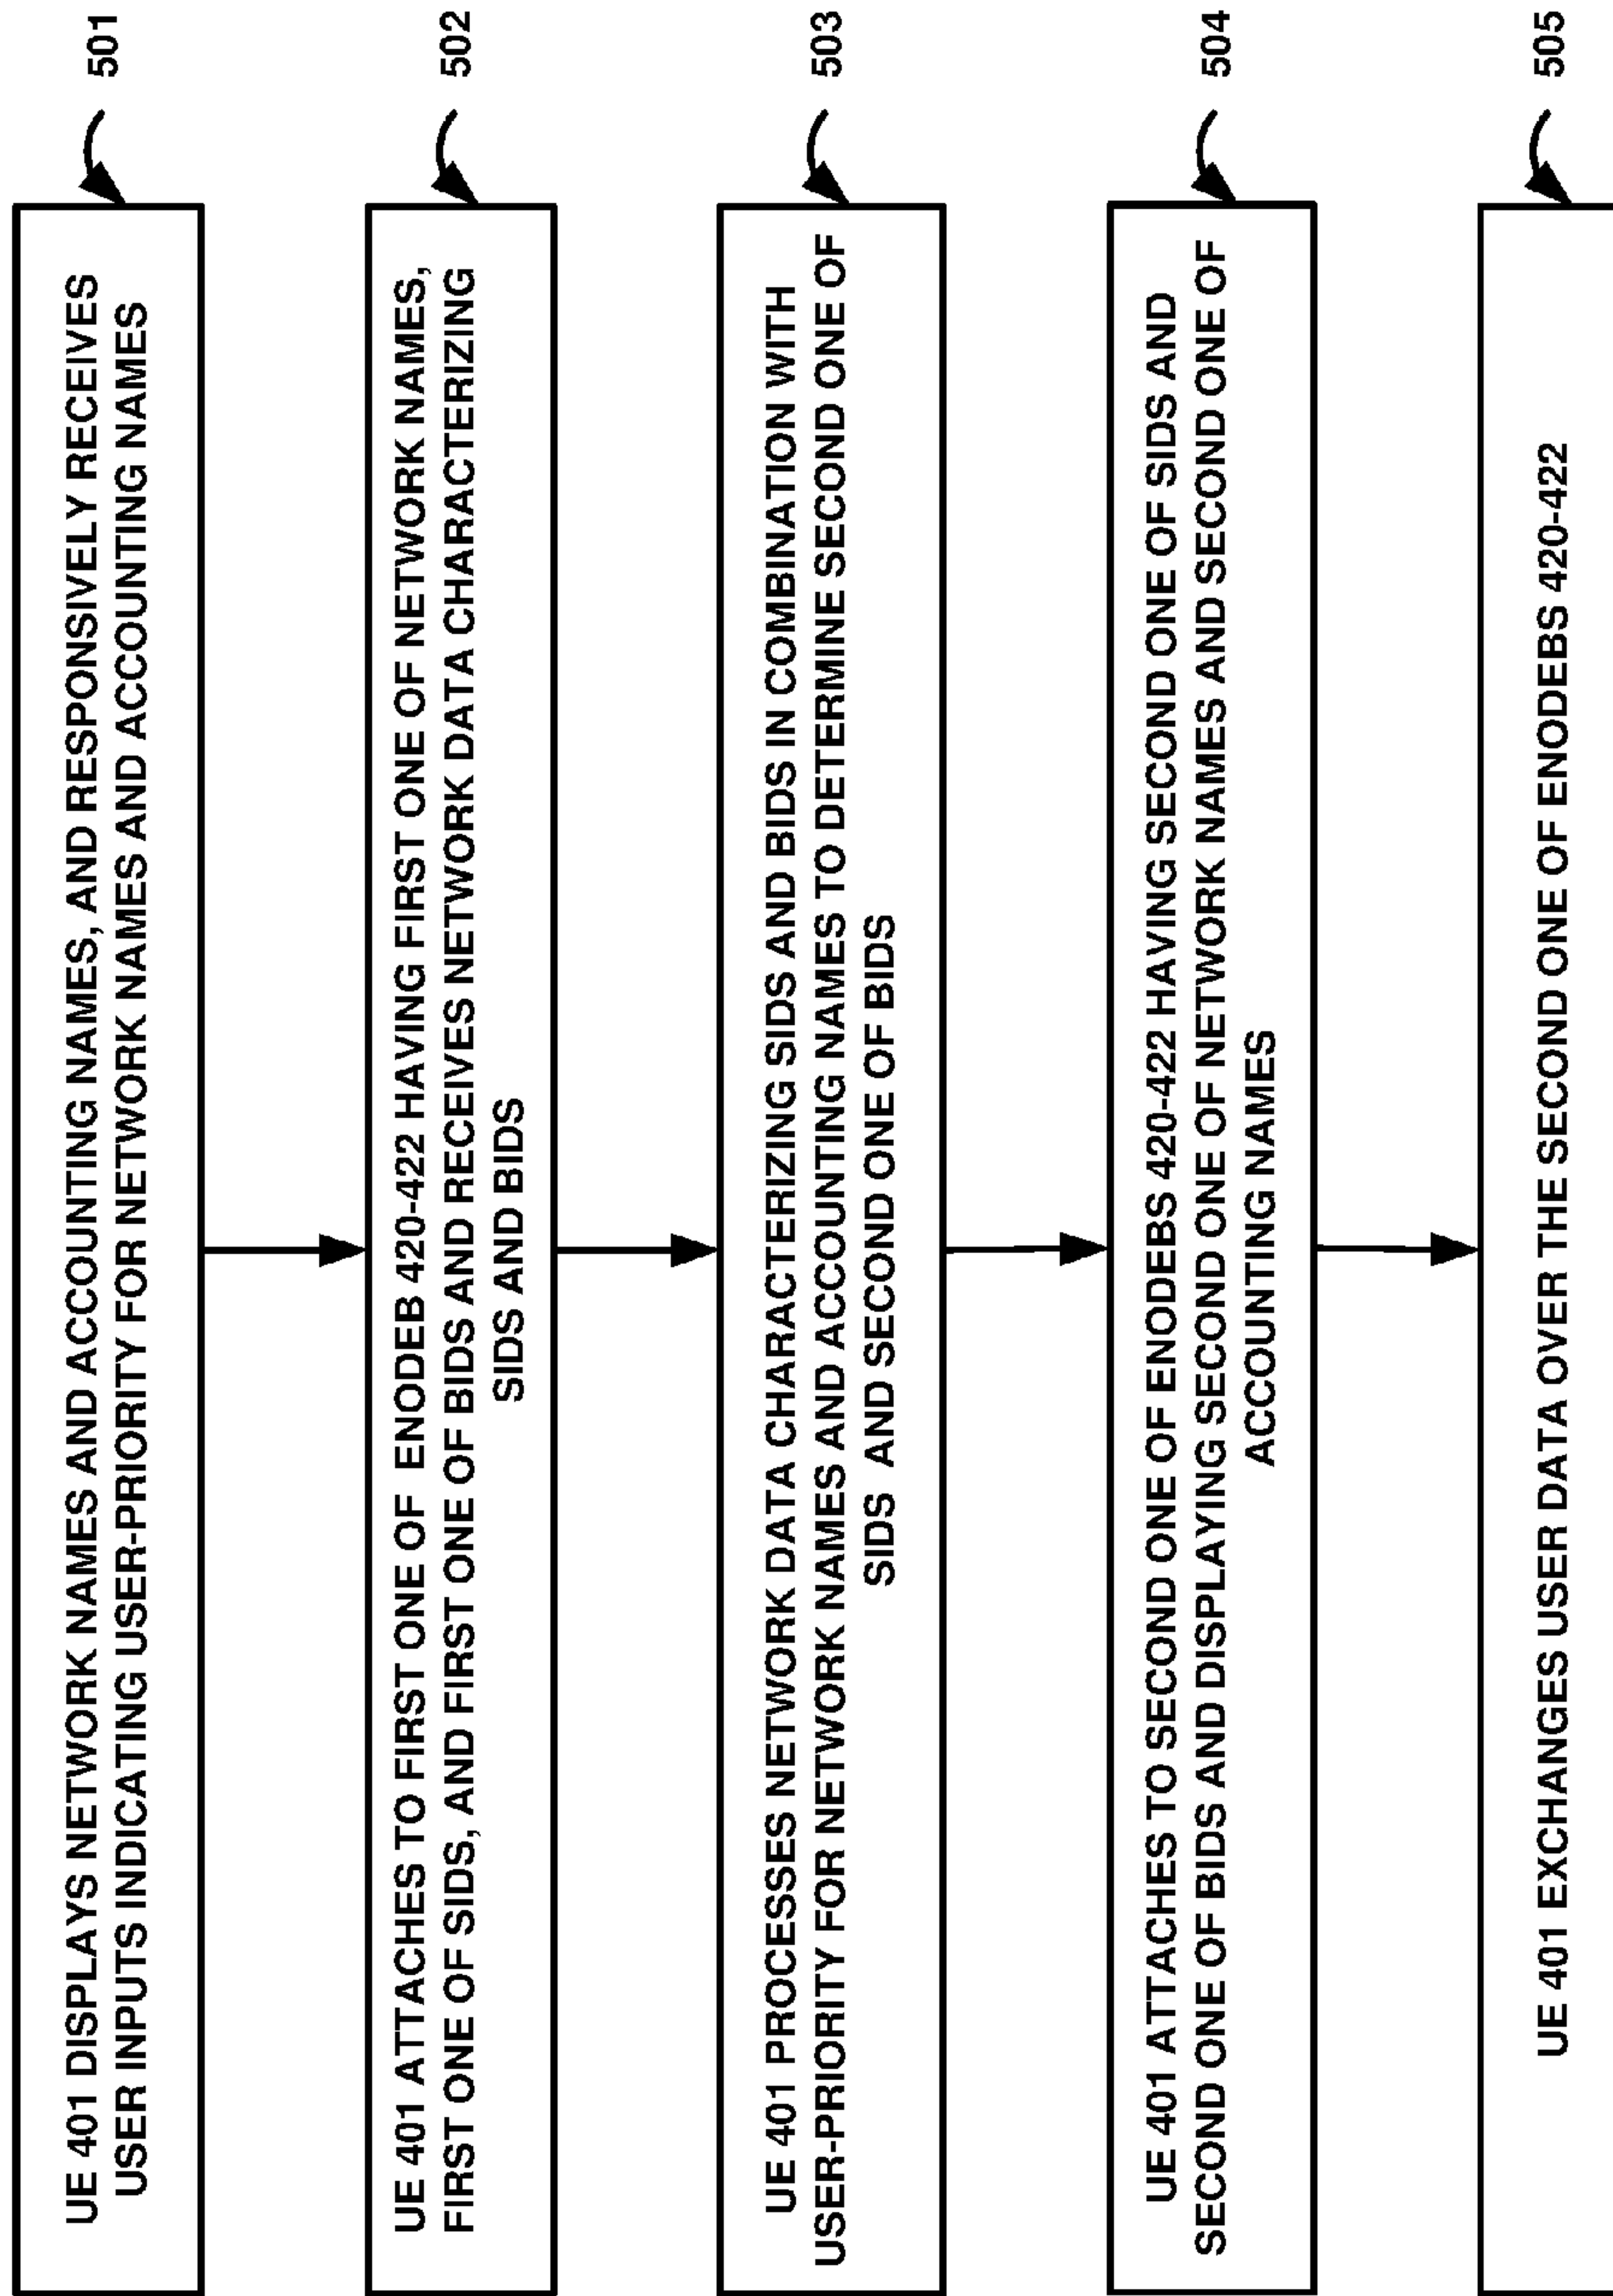 UE 401 DISPLAYS NETWORK NAMES AND ACCOUNTING NAMES, AND RESPONSIVELY RECEIVES
USER INPUTS INDICATING USER-PRIORITY FOR NETWORK NAMES AND ACCOUNTING NAMES
501
UE 401 ATTACHES TO FIRST ONE OF ENODEB 420-422 HAVING FIRST ONE OF NETWORK NAMES,
FIRST ONE OF SIDS, AND FIRST ONE OF BIDS AND RECEIVES NETWORK DATA CHARACTERIZING
SIDS AND BIDS
502
UE 401 PROCESSES NETWORK DATA CHARACTERIZING SIDS AND BIDS IN COMBINATION WITH
USER-PRIORITY FOR NETWORK NAMES AND ACCOUNTING NAMES TO DETERMINE SECOND ONE OF
SIDS AND SECOND ONE OF BIDS
503
UE 401 ATTACHES TO SECOND ONE OF ENODEBS 420-422 HAVING SECOND ONE OF SIDS AND
SECOND ONE OF BIDS AND DISPLAYING SECOND ONE OF NETWORK NAMES AND SECOND ONE OF
ACCOUNTING NAMES
504
UE 401 EXCHANGES USER DATA OVER THE SECOND ONE OF ENODEBS 420-422
505